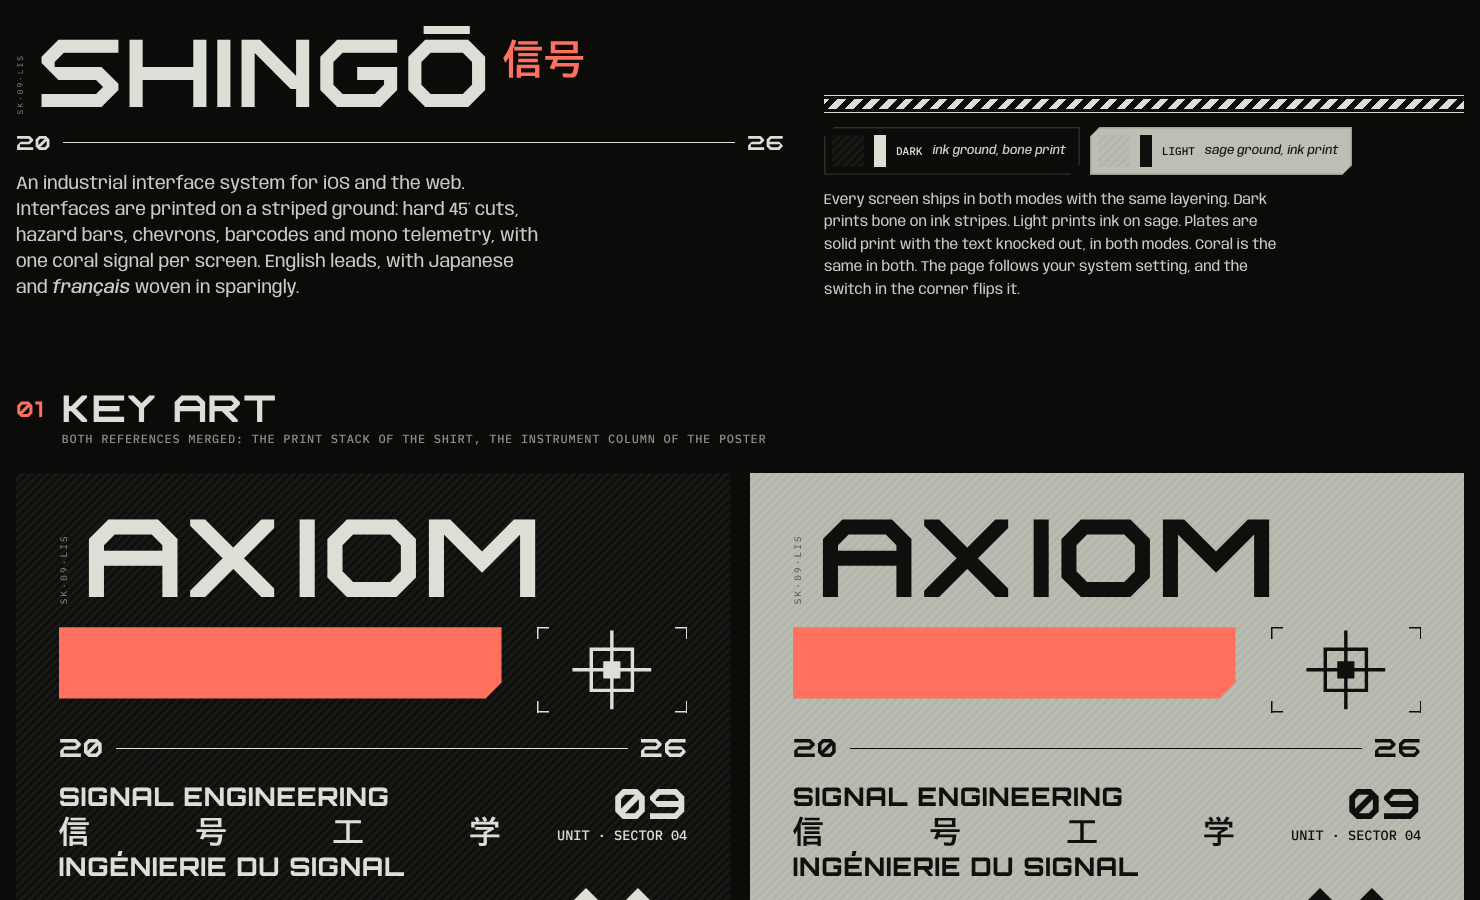 SK-09-LIS
SHINGŌ 信号
20 26
An industrial interface system for iOS and the web.
Interfaces are printed on a striped ground: hard 45° cuts,
hazard bars, chevrons, barcodes and mono telemetry, with
one coral signal per screen. English leads, with Japanese
and français woven in sparingly.
DARK ink ground, bone print
LIGHT sage ground, ink print
Every screen ships in both modes with the same layering. Dark
prints bone on ink stripes. Light prints ink on sage. Plates are
solid print with the text knocked out, in both modes. Coral is the
same in both. The page follows your system setting, and the
switch in the corner flips it.
01 KEY ART
BOTH REFERENCES MERGED: THE PRINT STACK OF THE SHIRT, THE INSTRUMENT COLUMN OF THE POSTER
SK-09-LIS
AXIOM
20 26
SIGNAL ENGINEERING
信号工学
INGÉNIERIE DU SIGNAL
09
UNIT · SECTOR 04
SK-09-LIS
AXIOM
20 26
SIGNAL ENGINEERING
信号工学
INGÉNIERIE DU SIGNAL
09
UNIT · SECTOR 04